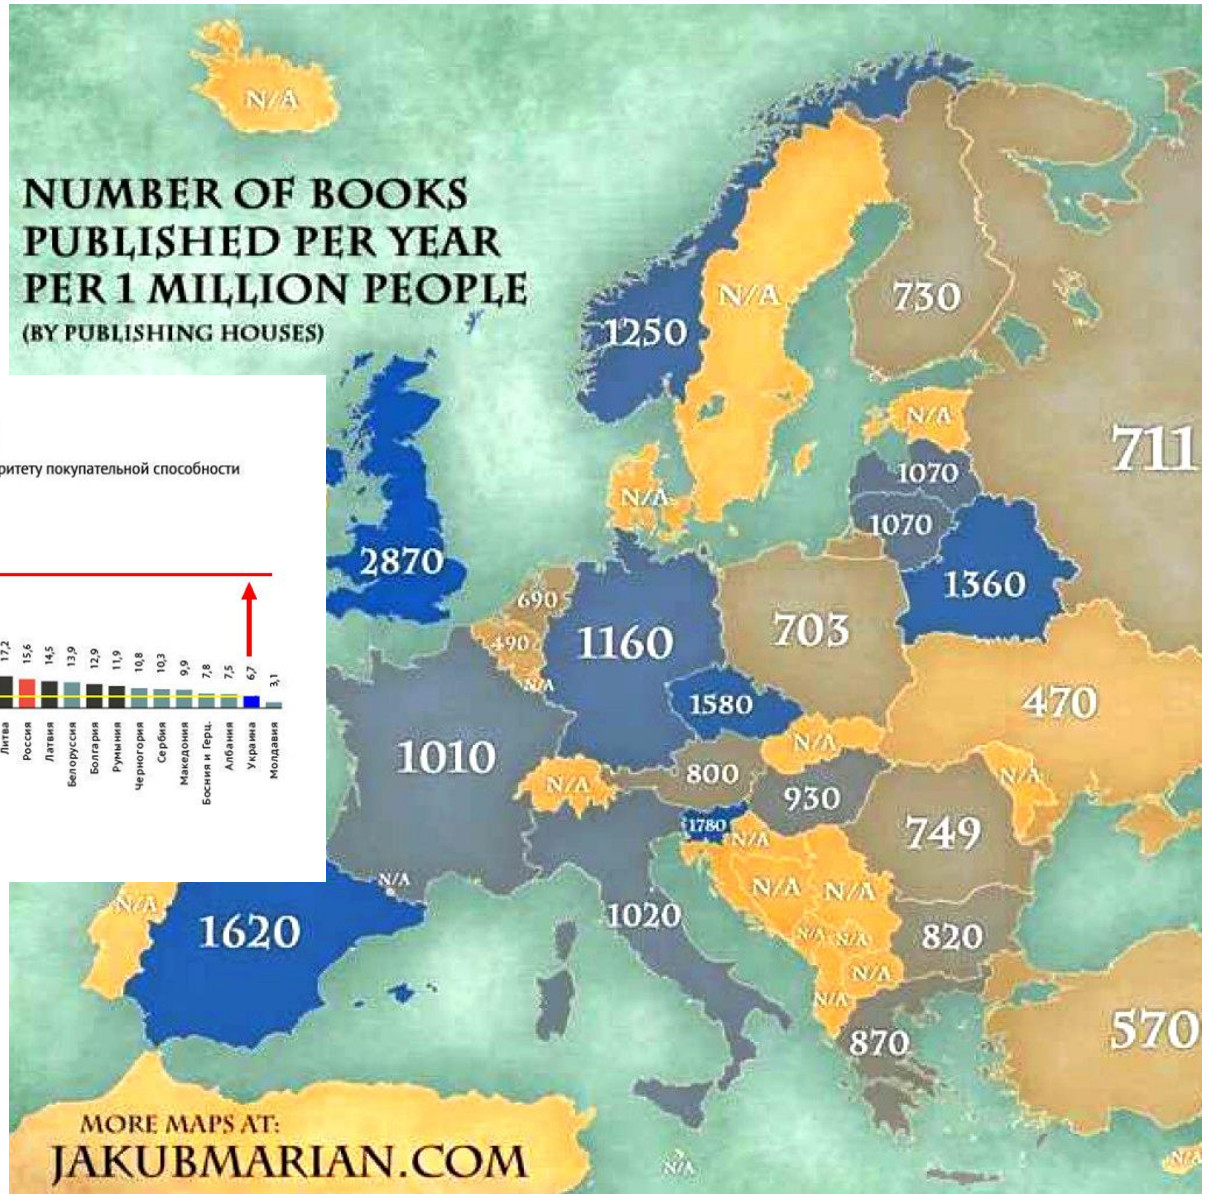 N/A
NUMBER OF BOOKS
PUBLISHED PER YEAR
PER 1 MILLION PEOPLE
(BY PUBLISHING HOUSES)
N/A
730
1250
N/A
711
покупательной способности
1070
N/A
1070
2870
1360
690
1160
703
490
N/A
470
1580
1010
N/A
800
N/A
N/A
930
1780
749
N/A
17,2
15,6
14,5
13,9
12,9
11,9
10,8
10,3
9,9
7,8
7,5
6,7
3,1
Литва
Россия
Латвия
Белоруссия
Болгария
Румыния
Черногория
Сербия
Македония
Босния и Герц.
Албания
Украина
Молдавия
N/A
N/A
N/A
N/A
1620
1020
N/A
N/A
820
N/A
N/A
870
570
MORE MAPS AT:
JAKUBMARIAN.COM
N/A
N/A